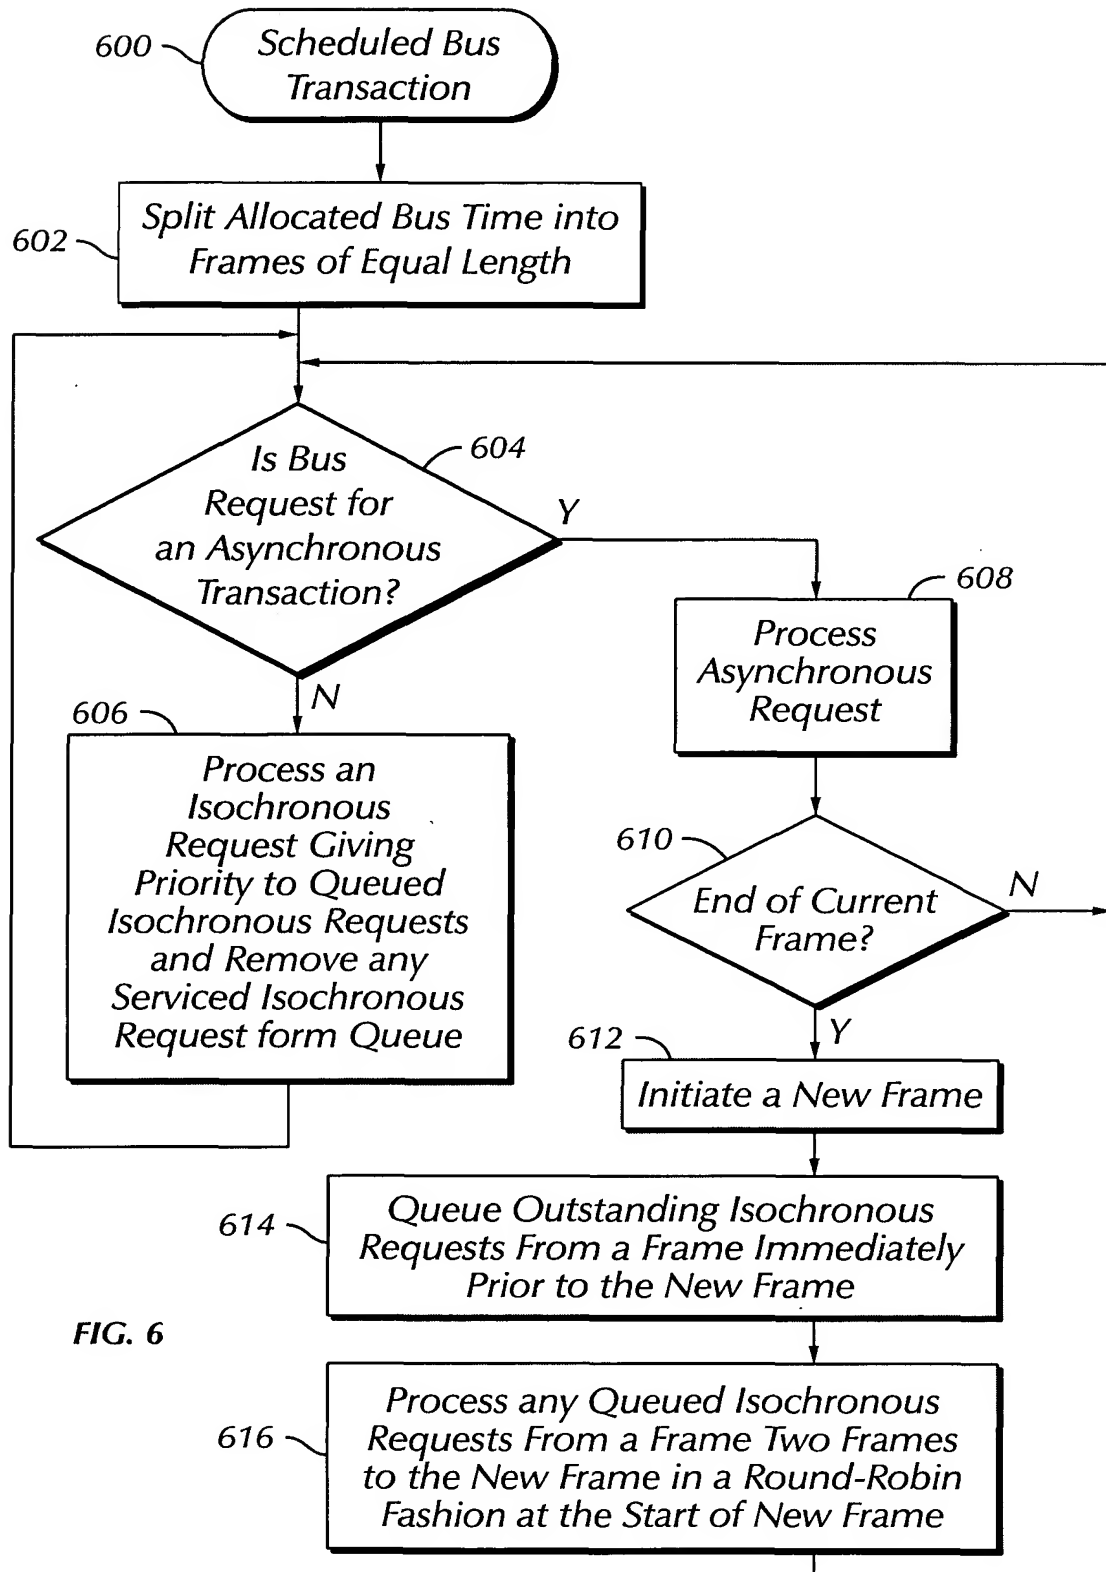 600
Scheduled Bus
Transaction
602
Split Allocated Bus Time into
Frames of Equal Length
604
Is Bus
Request for
an Asynchronous
Transaction?
Y
N
608
Process
Asynchronous
Request
606
Process an
Isochronous
Request Giving
Priority to Queued
Isochronous Requests
and Remove any
Serviced Isochronous
Request form Queue
610
End of Current
Frame?
N
Y
612
Initiate a New Frame
614
Queue Outstanding Isochronous
Requests From a Frame Immediately
Prior to the New Frame
FIG. 6
616
Process any Queued Isochronous
Requests From a Frame Two Frames
to the New Frame in a Round-Robin
Fashion at the Start of New Frame